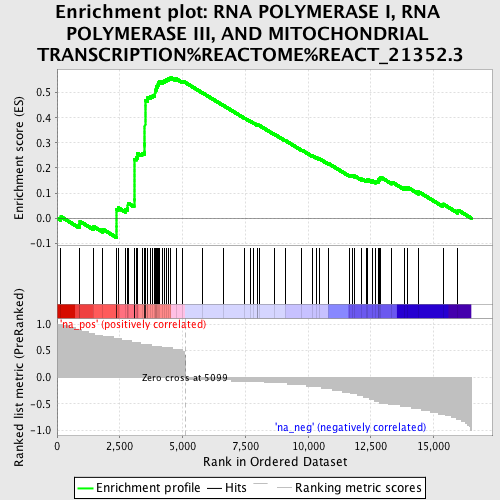 Enrichment plot: RNA POLYMERASE I, RNA
POLYMERASE III, AND MITOCHONDRIAL
TRANSCRIPTION%REACTOME%REACT_21352.3
Enrichment score (ES)
0.5
0.4
0.3
0.2
0.1
0.0
-0.1
Ranked list metric (PreRanked)
1.0
0.5
0.0
-0.5
-1.0
'na_pos' (positively correlated)
Zero cross at 5099
'na_neg' (negatively correlated)
0
2,500
5,000
7,500
10,000
12,500
15,000
Rank in Ordered Dataset
Enrichment profile
Hits
Ranking metric scores